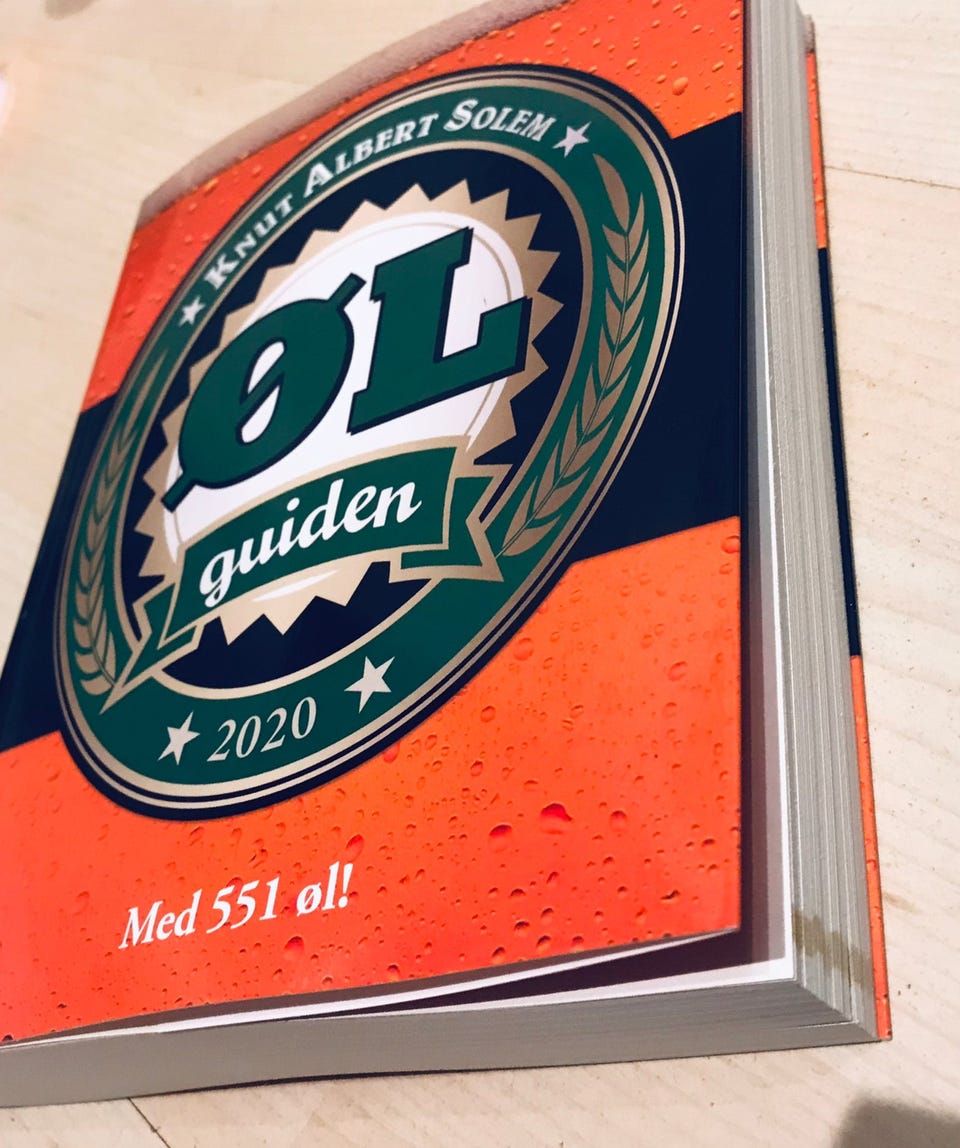 KNUT ALBERT SOLEM
ØL
guiden
2020
Med 551 øl!